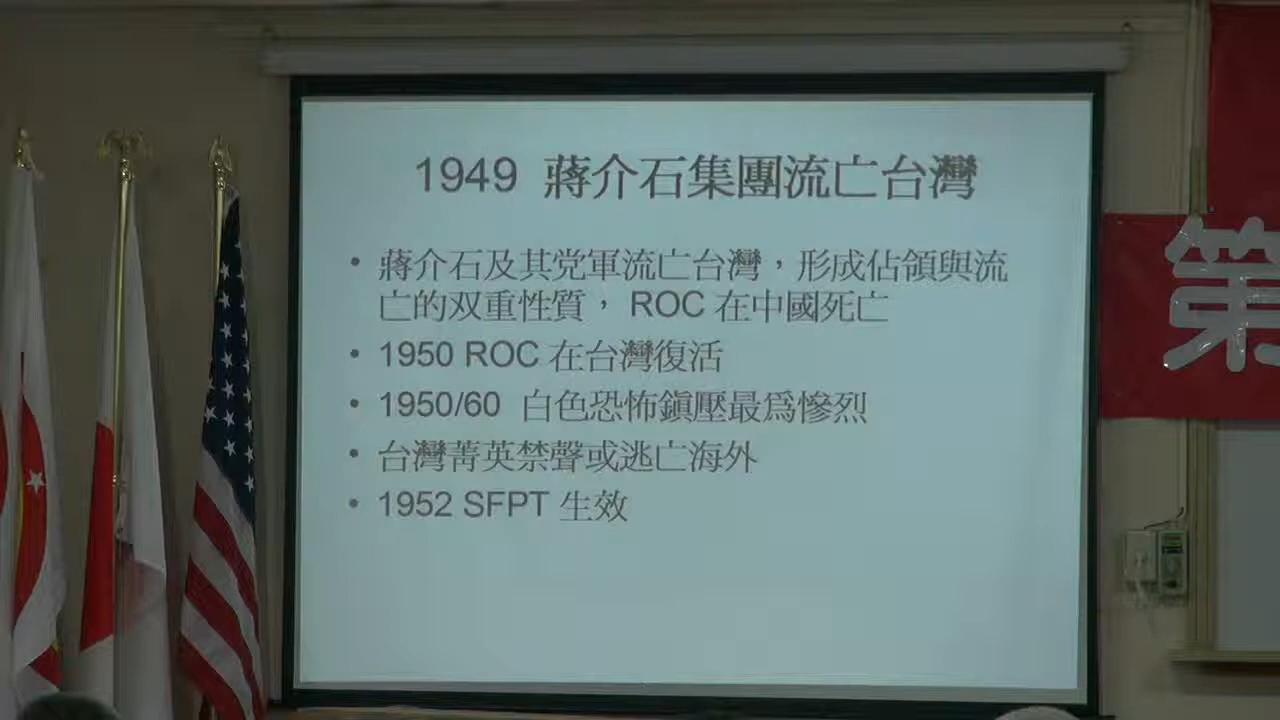 1949 蔣介石集團流亡台灣
• 蔣介石及其党軍流亡台灣，形成佔領與流
亡的双重性質， ROC 在中國死亡
• 1950 ROC 在台灣復活
• 1950/60 白色恐怖鎮壓最為慘烈
• 台灣菁英禁聲或逃亡海外
• 1952 SFPT 生效
第